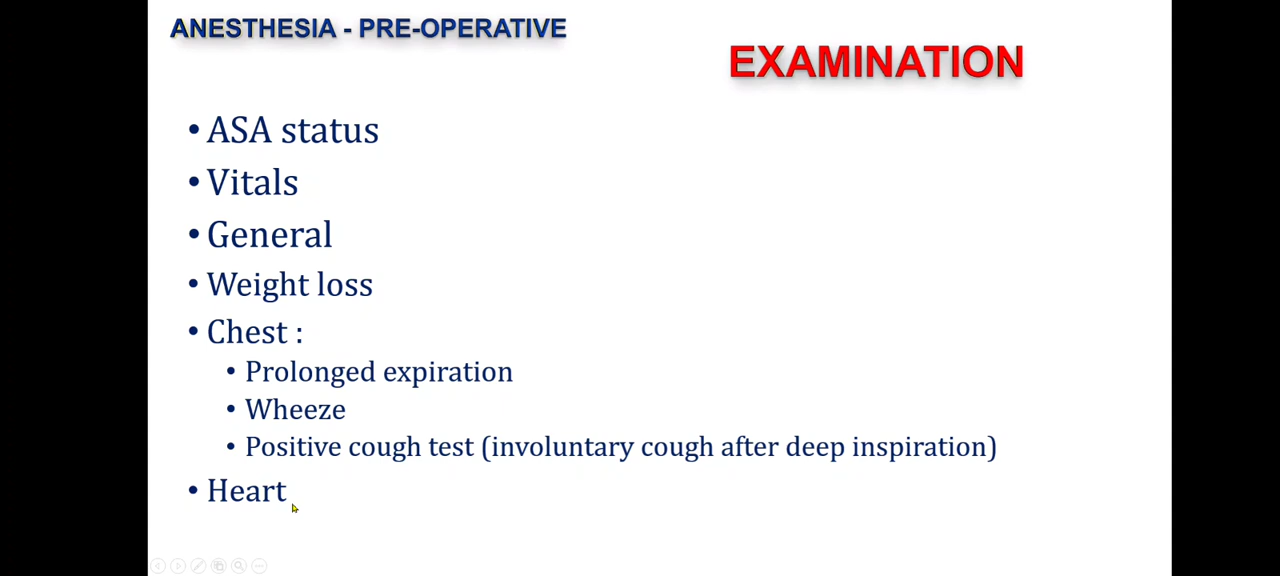 ANESTHESIA - PRE-OPERATIVE
EXAMINATION
• ASA status
• Vitals
• General
• Weight loss
• Chest :
• Prolonged expiration
• Wheeze
• Positive cough test (involuntary cough after deep inspiration)
• Heart